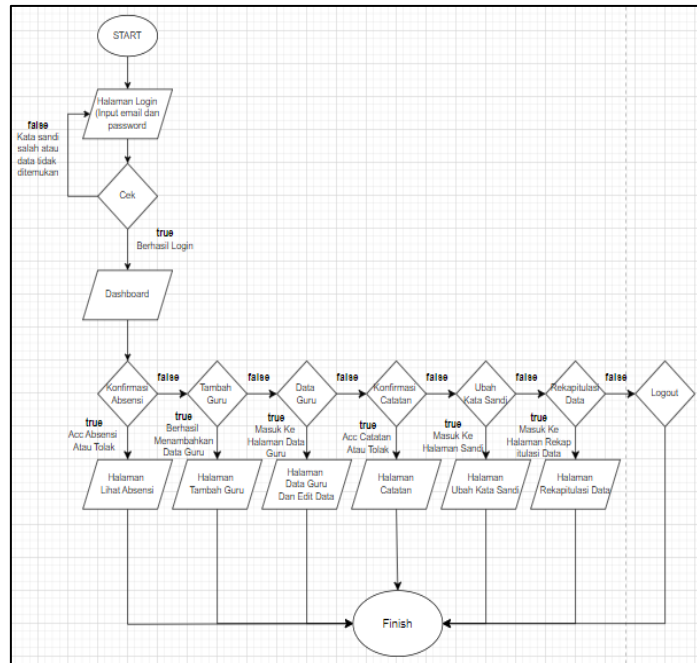 START
Halaman Login
(Input email dan
password
false
Kata sandi
salah atau
data tidak
ditemukan
Cek
true
Berhasil Login
Dashboard
Konfirmasi
Absensi
false
Tambah
Guru
false
Data
Guru
false
Konfirmasi
Catatan
false
Ubah
Kata Sandi
false
Rekapitulasi
Data
false
Logout
true
Acc Absensi
Atau Tolak
true
Berhasil
Menambahkan
Data Guru
true
Masuk Ke
Halaman Data
Guru
true
Acc Catatan
Atau Tolak
true
Masuk Ke
Halaman Sandi
true
Masuk Ke
Halaman Rekap
itulasi Data
Halaman
Lihat Absensi
Halaman
Tambah Guru
Halaman
Data Guru
Dan Edit Data
Halaman
Catatan
Halaman
Ubah Kata Sandi
Halaman
Rekapitulasi Data
Finish